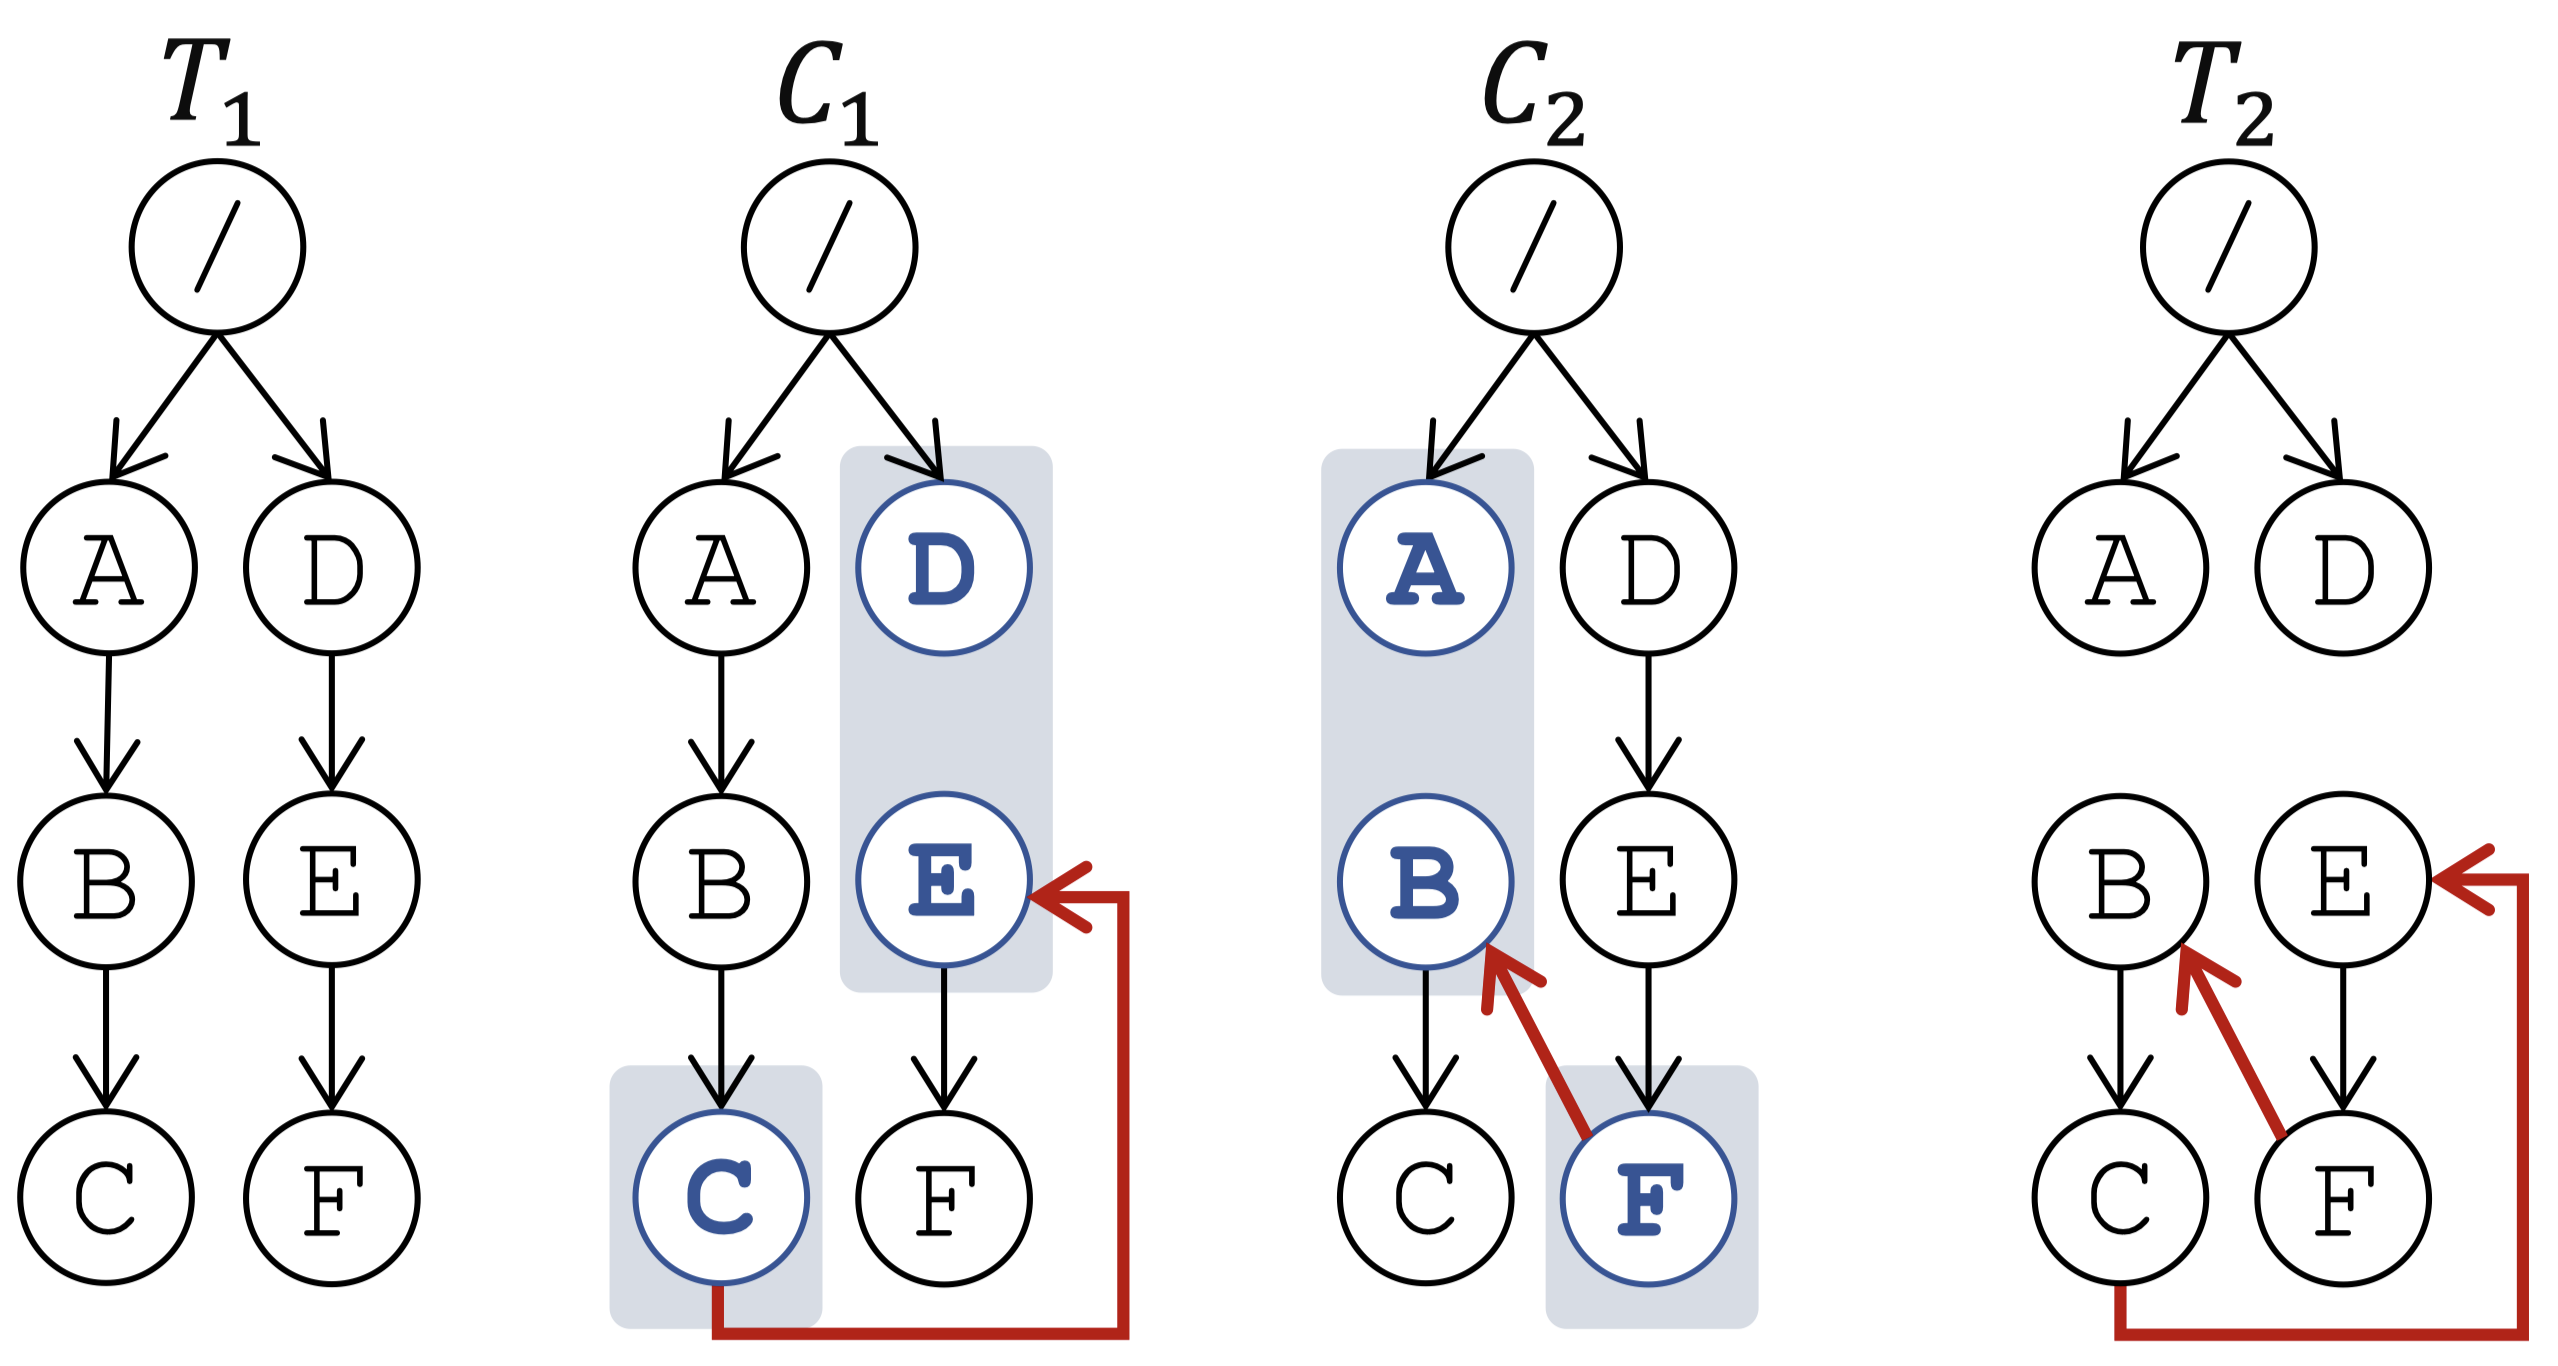 T1 C1 C2 T2
/ / / /
A D A D A D A D
B E B E B E B E
C F C F C F C F